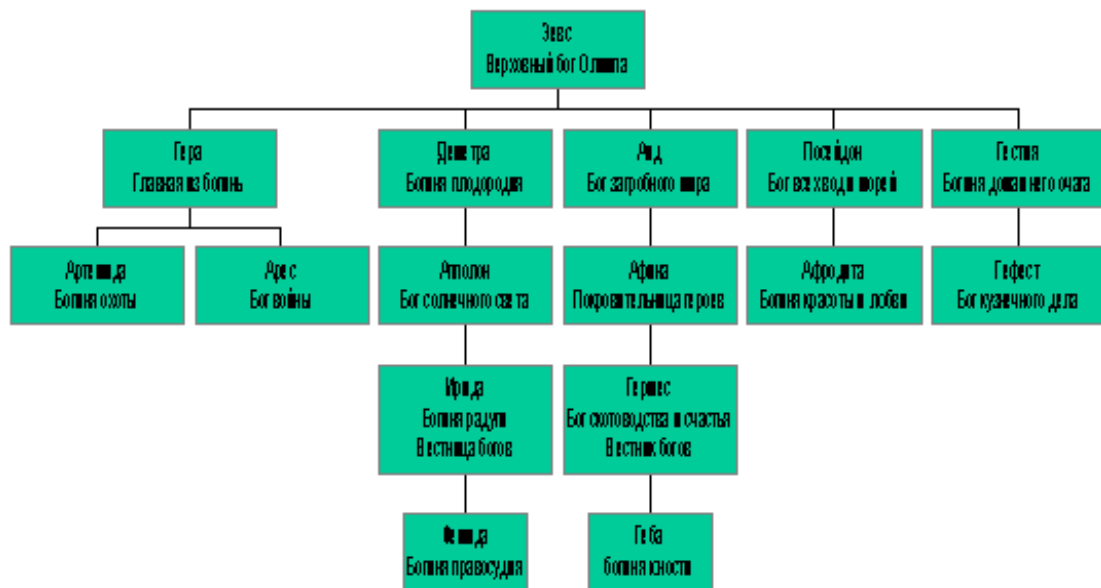 Зевс
Верховный бог Олимпа
Гера
Главная из богинь
Деметра
Богиня плодородия
Аид
Бог загробного мира
Посейдон
Бог всех вод и морей
Гестия
Богиня домашнего очага
Артемида
Богиня охоты
Арес
Бог войны
Апполон
Бог солнечного света
Афина
Покровительница героев
Афродита
Богиня красоты и любви
Гефест
Бог кузнечного дела
Ирида
Богиня радуги
Вестница богов
Гермес
Бог скотоводства и счастья
Вестник богов
Фемида
Богиня правосудия
Геба
богиня юности